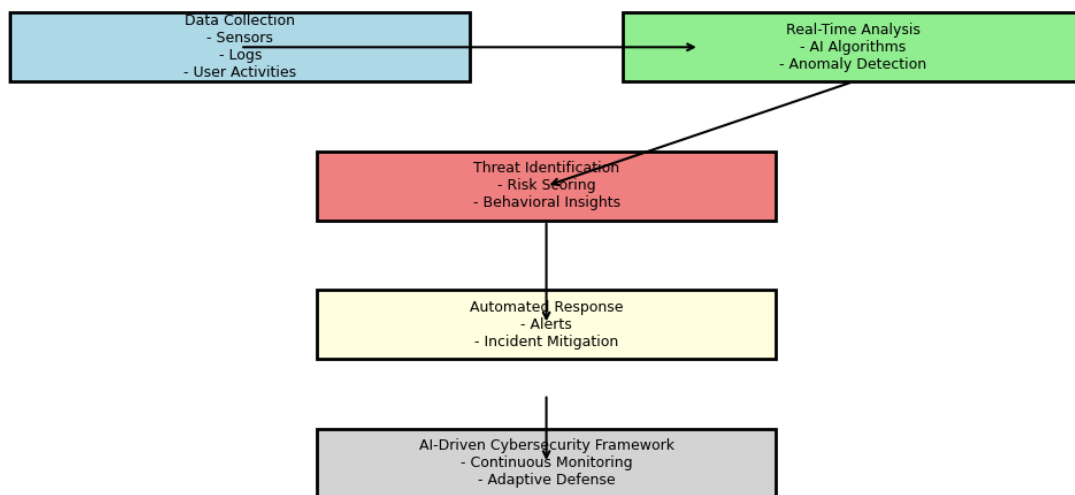 Data Collection
- Sensors
- Logs
- User Activities
Real-Time Analysis
- AI Algorithms
- Anomaly Detection
Threat Identification
- Risk Scoring
- Behavioral Insights
Automated Response
- Alerts
- Incident Mitigation
AI-Driven Cybersecurity Framework
- Continuous Monitoring
- Adaptive Defense